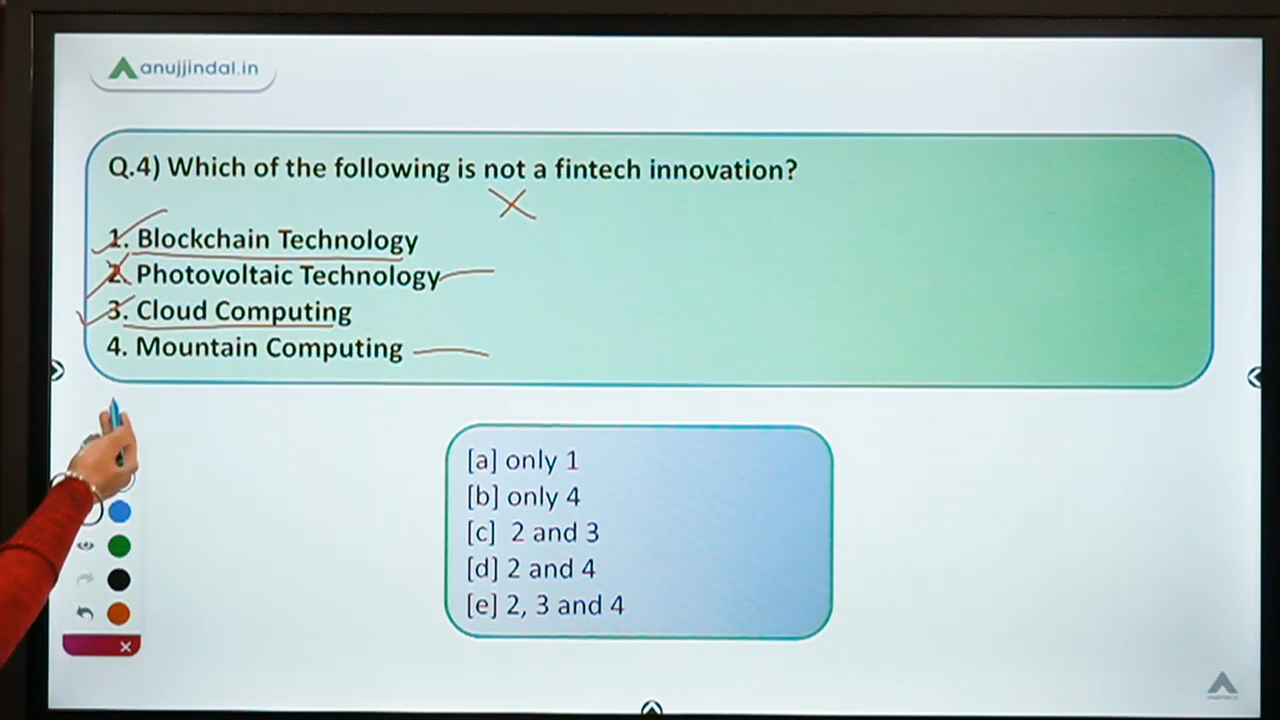 anujjindal.in
Q.4) Which of the following is not a fintech innovation?
1. Blockchain Technology
2. Photovoltaic Technology
3. Cloud Computing
4. Mountain Computing
[a] only 1
[b] only 4
[c] 2 and 3
[d] 2 and 4
[e] 2, 3 and 4